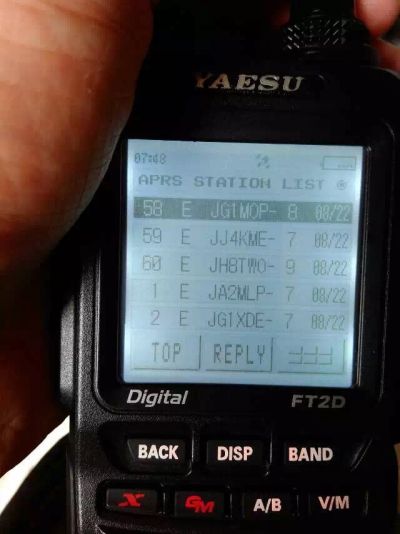 YAESU
07:48
APRS STATION LIST
58 E JG1MOP- 8 08/22
59 E JJ4KME- 7 08/22
60 E JH8TWO- 9 08/22
1 E JA2MLP- 7 08/22
2 E JG1XDE- 7 08/22
TOP REPLY
Digital FT2D
BACK DISP BAND
X GM A/B V/M